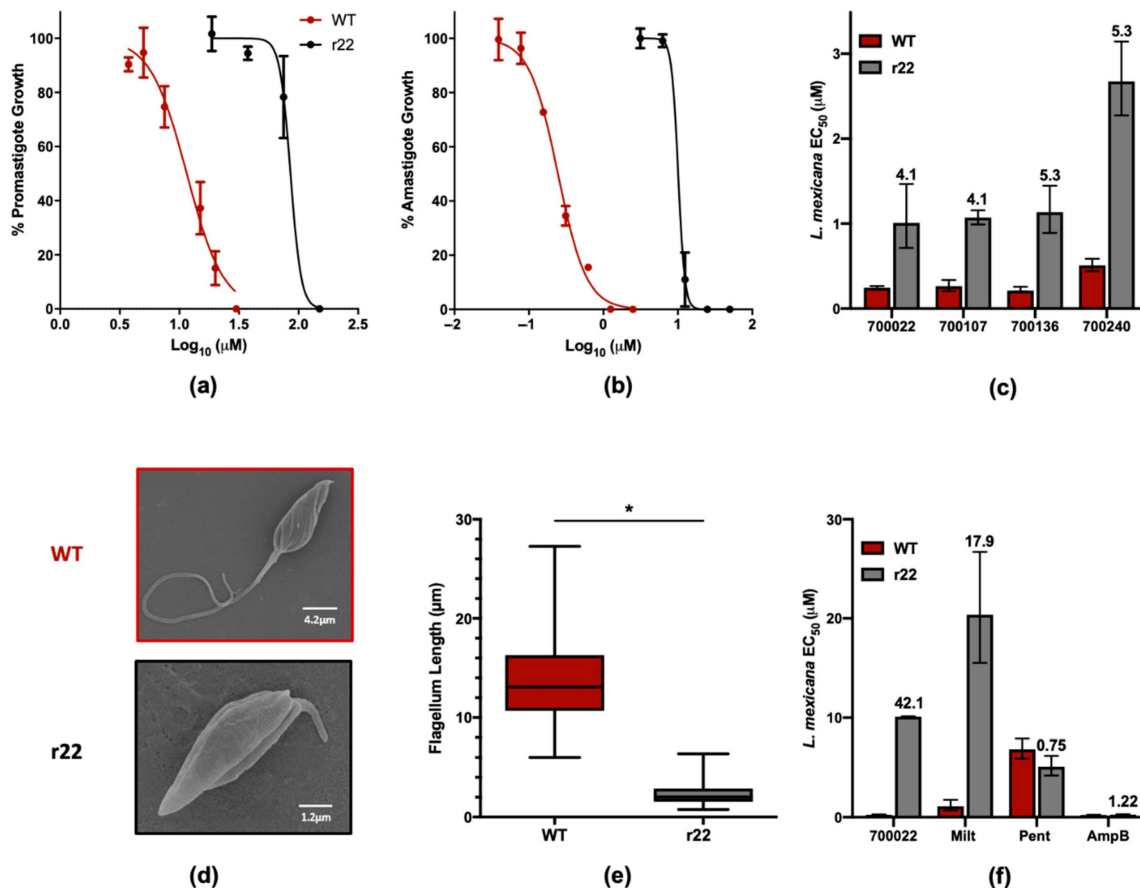 WT
r22
% Promastigote Growth
100
80
60
40
20
0
0.0 0.5 1.0 1.5 2.0 2.5
Log10 (μM)
(a)
% Amastigote Growth
100
80
60
40
20
0
−2 −1 0 1 2
Log10 (μM)
(b)
WT
r22
L. mexicana EC50 (μM)
3
2
1
0
4.1 4.1 5.3 5.3
700022 700107 700136 700240
(c)
WT
4.2μm
r22
1.2μm
(d)
Flagellum Length (μm)
30
20
10
0
*
WT r22
(e)
WT
r22
L. mexicana EC50 (μM)
30
20
10
0
42.1 17.9 0.75 1.22
700022 Milt Pent AmpB
(f)